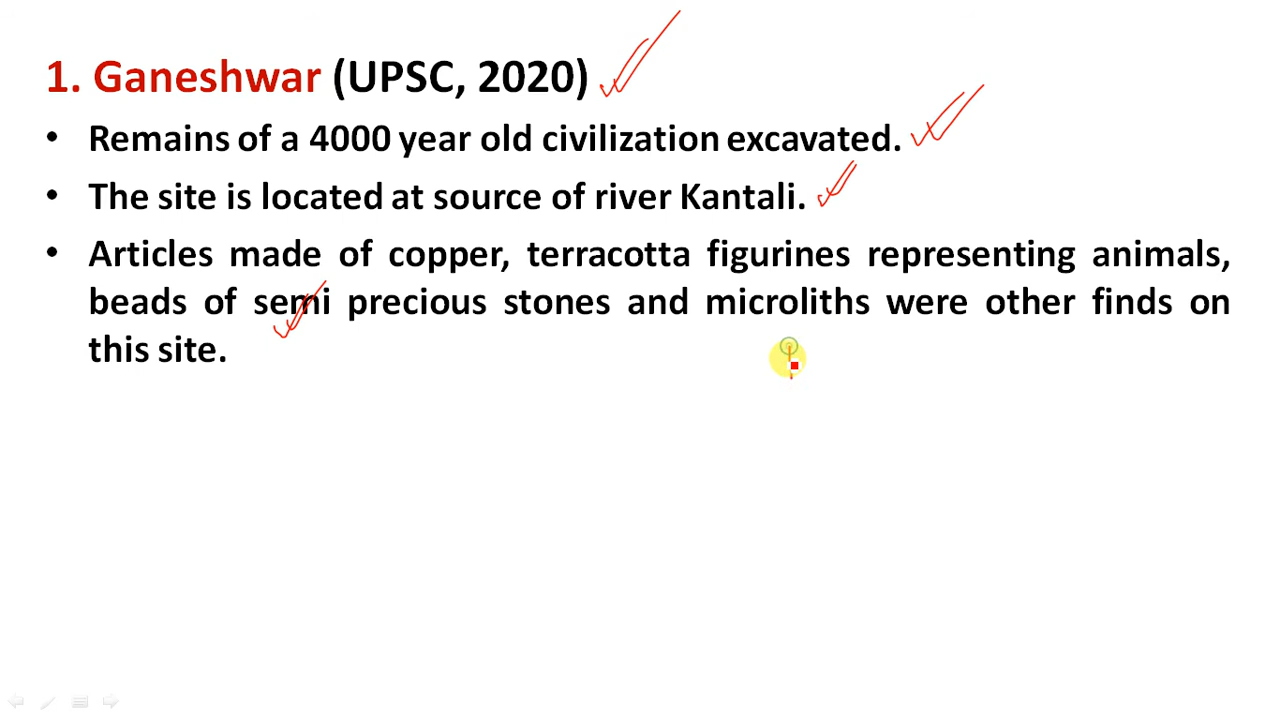 1. Ganeshwar (UPSC, 2020)
• Remains of a 4000 year old civilization excavated.
• The site is located at source of river Kantali.
• Articles made of copper, terracotta figurines representing animals,
beads of semi precious stones and microliths were other finds on
this site.